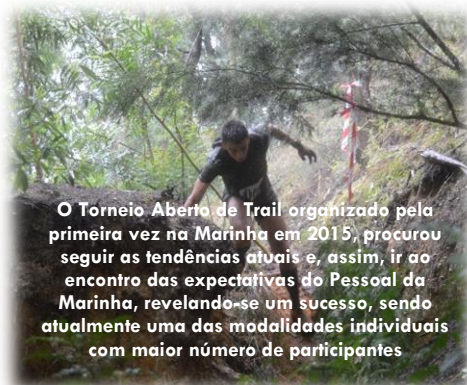 O Torneio Aberto de Trail organizado pela
primeira vez na Marinha em 2015, procurou
seguir as tendências atuais e, assim, ir ao
encontro das expectativas do Pessoal da
Marinha, revelando-se um sucesso, sendo
atualmente uma das modalidades individuais
com maior número de participantes